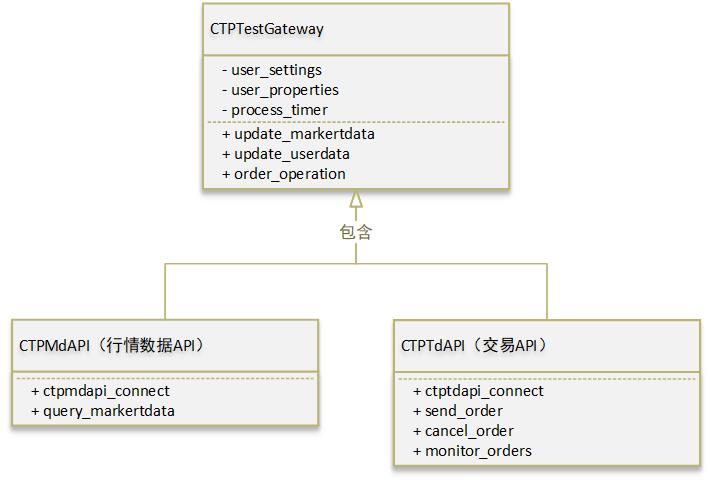 CTPTestGateway
- user_settings
- user_properties
- process_timer
+ update_markertdata
+ update_userdata
+ order_operation
包含
CTPMdAPI（行情数据API）
+ ctpmdapi_connect
+ query_markertdata
CTPTdAPI（交易API）
+ ctptdapi_connect
+ send_order
+ cancel_order
+ monitor_orders